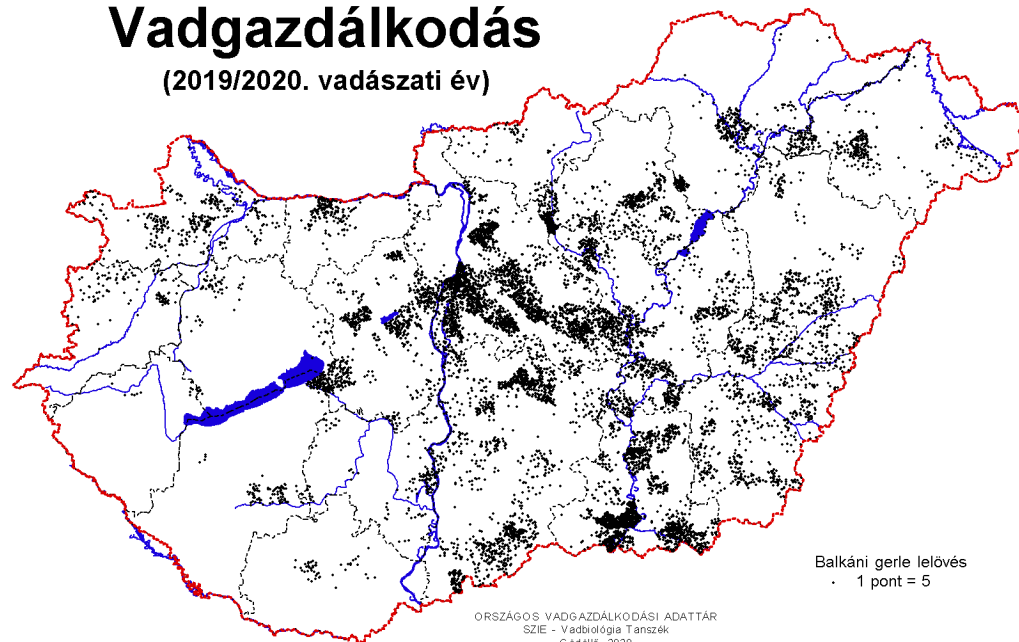 Vadgazdálkodás
(2019/2020. vadászati év)
Balkáni gerle lelövés
1 pont = 5
ORSZÁGOS VADGAZDÁLKODÁSI ADATTÁR
SZIE - Vadbiológia Tanszék